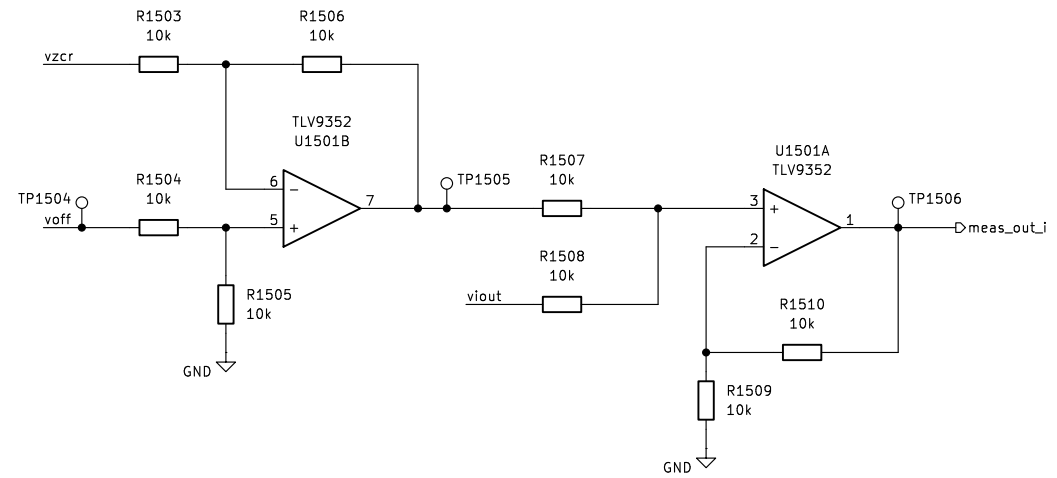 R1503
10k
R1506
10k
vzcr
TLV9352
U1501B
6
−
5
+
7
TP1504
voff
R1504
10k
R1505
10k
GND
TP1505
R1507
10k
R1508
10k
viout
U1501A
TLV9352
3
+
2
−
1
TP1506
meas_out_i
R1510
10k
R1509
10k
GND